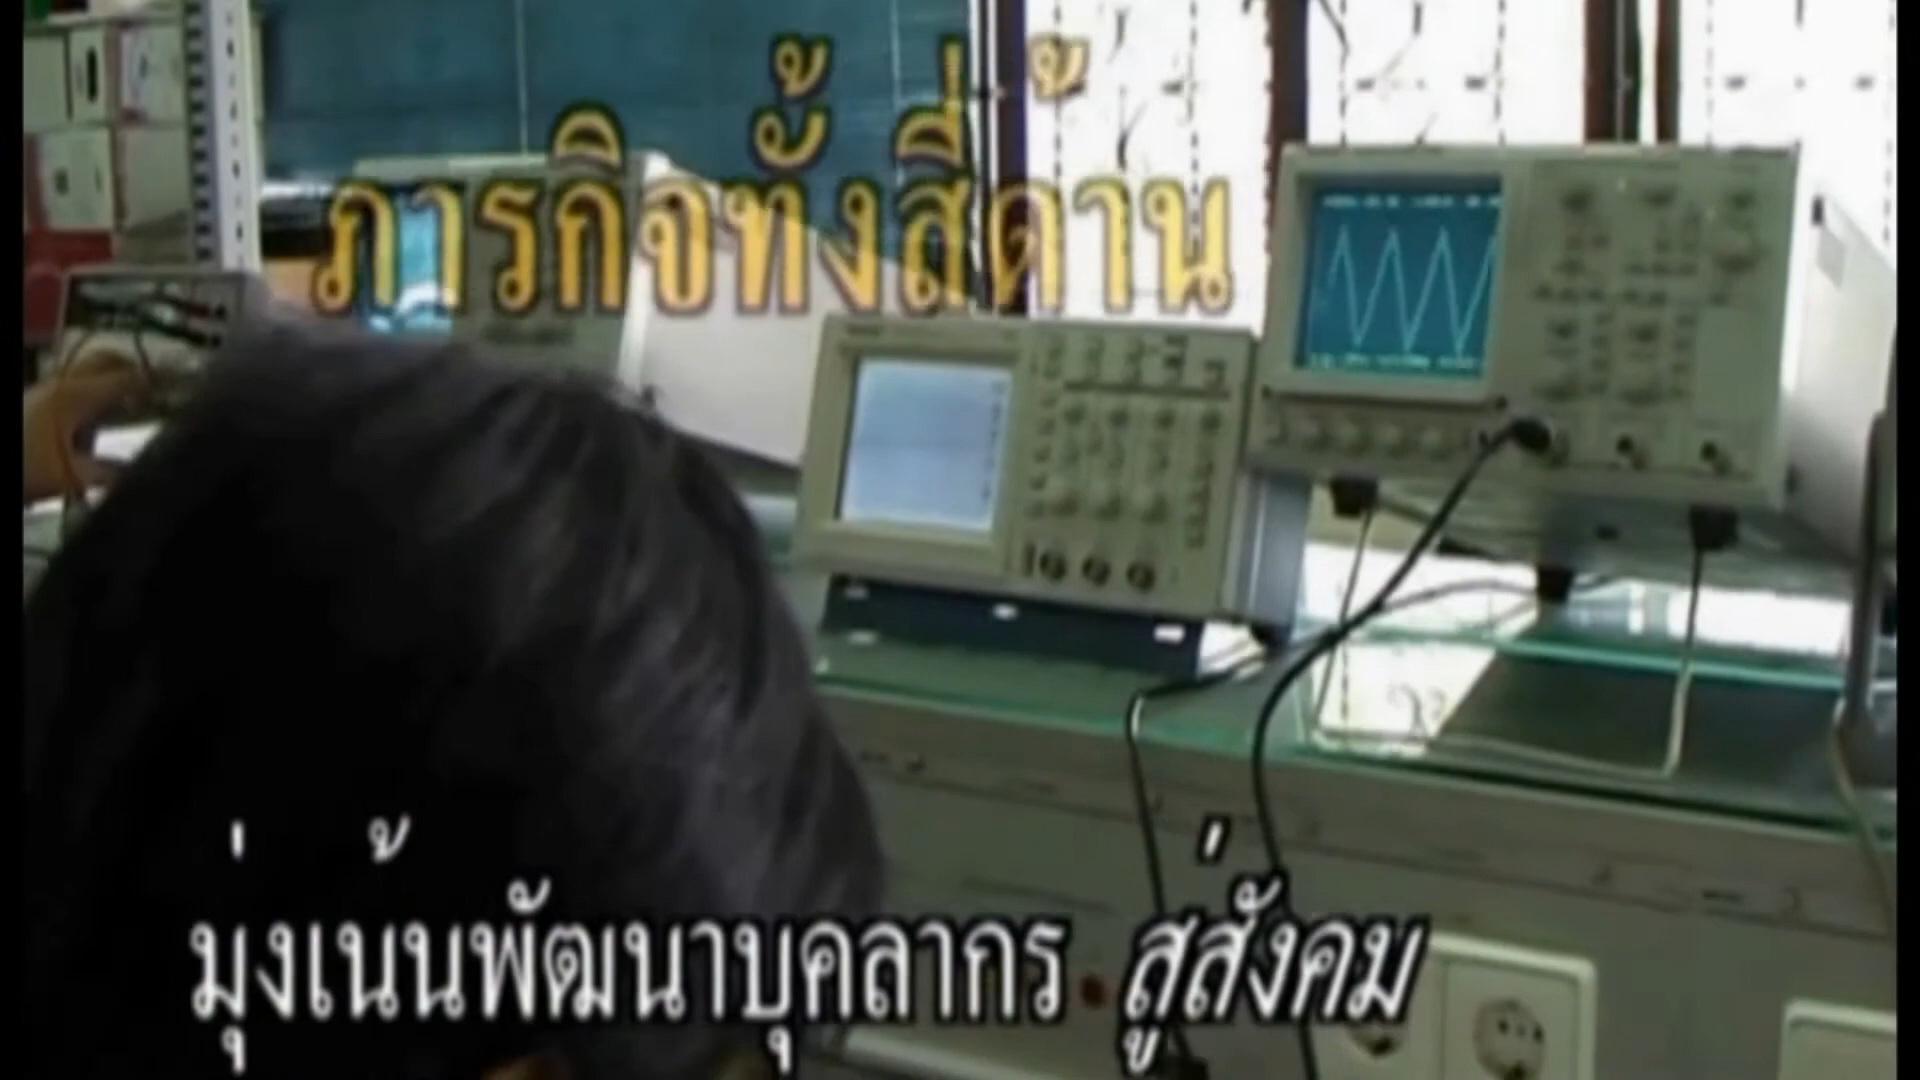 ภารกิจทั้งสี่ด้าน
มุ่งเน้นพัฒนาบุคลากร สู่สังคม